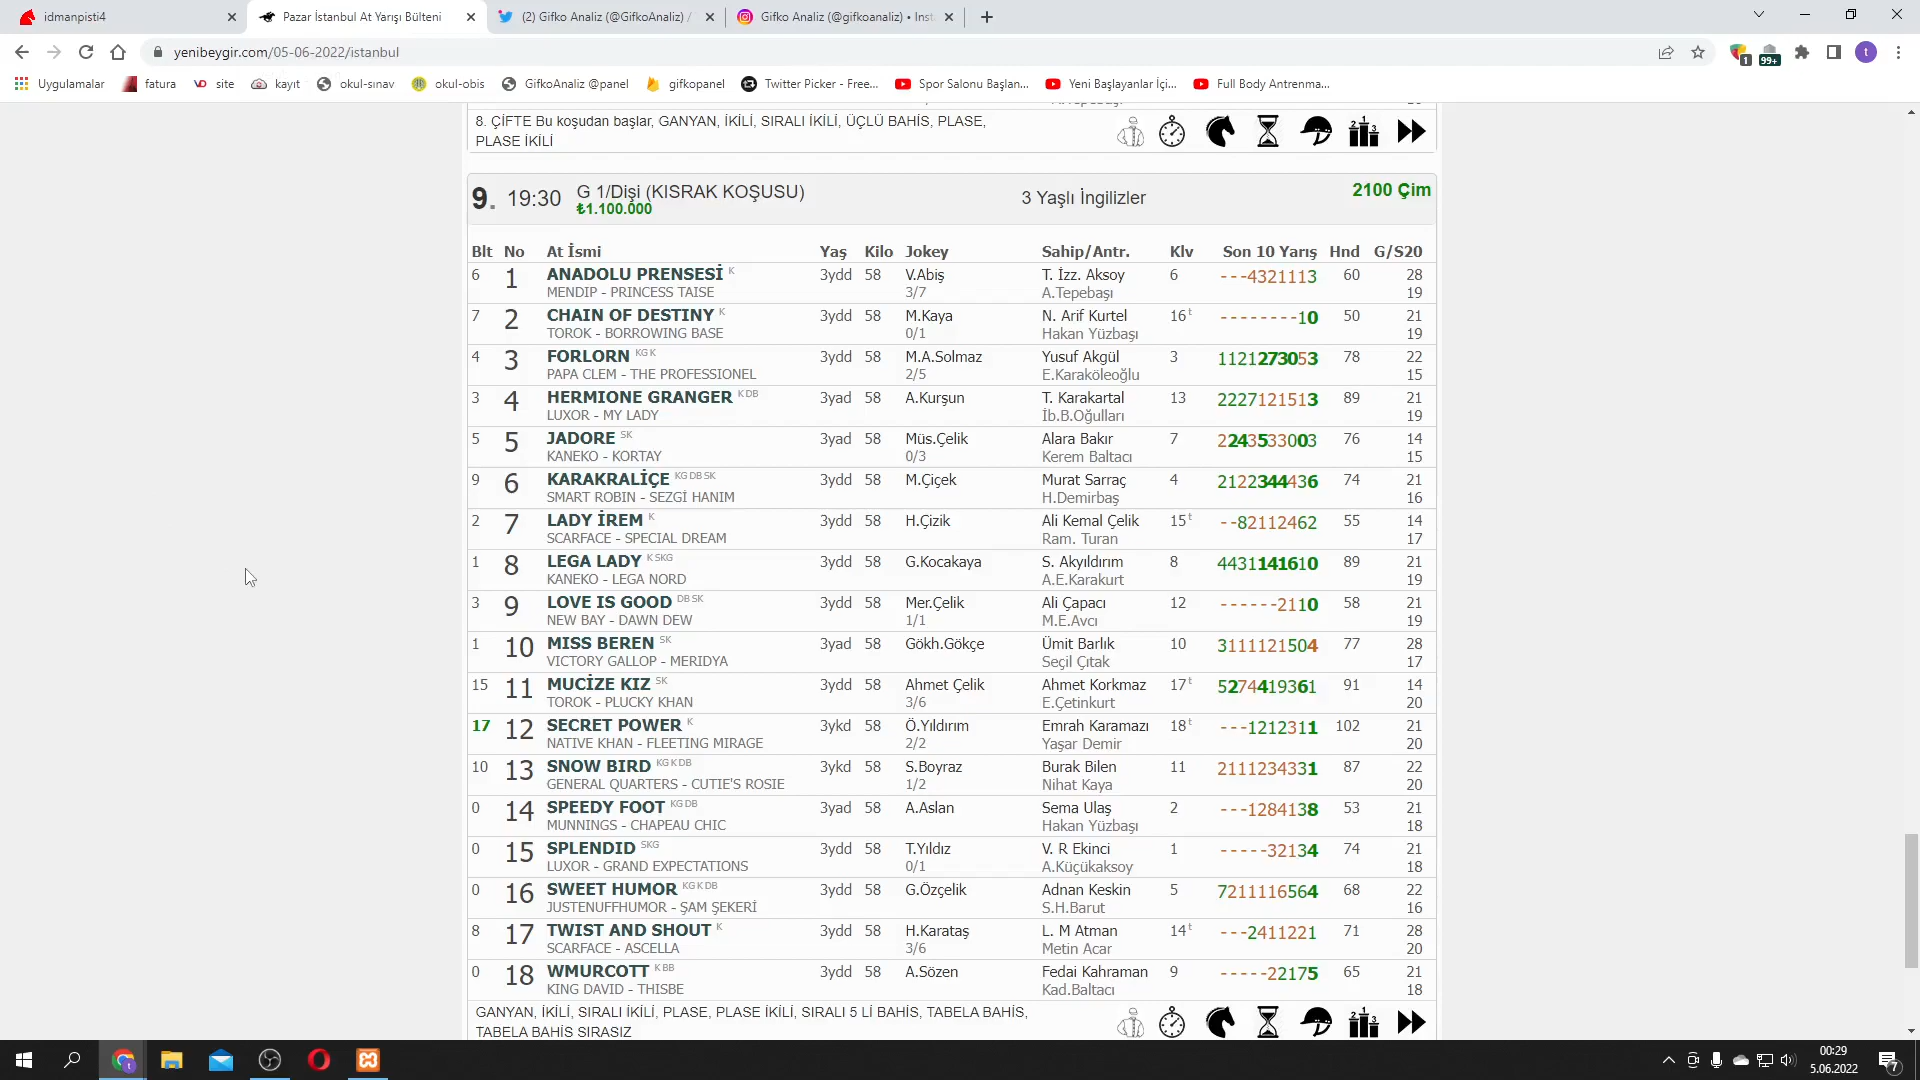 idmanpisti4
Pazar İstanbul At Yarışı Bülteni
(2) Gifko Analiz (@GifkoAnaliz) /
Gifko Analiz (@gifkoanaliz) • Inst
yenibeygir.com/05-06-2022/istanbul
1
99+
t
Uygulamalar
fatura
VD site
kayıt
okul-sınav
okul-obis
GifkoAnaliz @panel
gifkopanel
Twitter Picker - Free...
Spor Salonu Başlan...
Yeni Başlayanlar İçi...
Full Body Antrenma...
8. ÇİFTE Bu koşudan başlar, GANYAN, İKİLİ, SIRALI İKİLİ, ÜÇLÜ BAHİS, PLASE,
PLASE İKİLİ
9. 19:30 G 1/Dişi (KISRAK KOŞUSU) 3 Yaşlı İngilizler 2100 Çim
₺1.100.000
Blt No At İsmi Yaş Kilo Jokey Sahip/Antr. Klv Son 10 Yarış Hnd G/S20
6 1 ANADOLU PRENSESİ K 3ydd 58 V.Abiş T. İzz. Aksoy 6 ---4321113 60 28
MENDIP - PRINCESS TAISE 3/7 A.Tepebaşı 19
7 2 CHAIN OF DESTINY K 3ydd 58 M.Kaya N. Arif Kurtel 16t --------10 50 21
TOROK - BORROWING BASE 0/1 Hakan Yüzbaşı 19
4 3 FORLORN KG K 3ydd 58 M.A.Solmaz Yusuf Akgül 3 1121273053 78 22
PAPA CLEM - THE PROFESSIONEL 2/5 E.Karaköleoğlu 15
3 4 HERMIONE GRANGER K DB 3yad 58 A.Kurşun T. Karakartal 13 2227121513 89 21
LUXOR - MY LADY İb.B.Oğulları 19
5 5 JADORE SK 3yad 58 Müs.Çelik Alara Bakır 7 2243533003 76 14
KANEKO - KORTAY 0/3 Kerem Baltacı 15
9 6 KARAKRALİÇE KG DB SK 3ydd 58 M.Çiçek Murat Sarraç 4 2122344436 74 21
SMART ROBIN - SEZGİ HANIM H.Demirbaş 16
2 7 LADY İREM K 3ydd 58 H.Çizik Ali Kemal Çelik 15t --82112462 55 14
SCARFACE - SPECIAL DREAM Ram. Turan 17
1 8 LEGA LADY K SKG 3ydd 58 G.Kocakaya S. Akyıldırım 8 4431141610 89 21
KANEKO - LEGA NORD A.E.Karakurt 19
3 9 LOVE IS GOOD DB SK 3ydd 58 Mer.Çelik Ali Çapacı 12 ------2110 58 21
NEW BAY - DAWN DEW 1/1 M.E.Avcı 19
1 10 MISS BEREN SK 3yad 58 Gökh.Gökçe Ümit Barlık 10 3111121504 77 28
VICTORY GALLOP - MERIDYA Seçil Çıtak 17
15 11 MUCİZE KIZ SK 3ydd 58 Ahmet Çelik Ahmet Korkmaz 17t 5274419361 91 14
TOROK - PLUCKY KHAN 3/6 E.Çetinkurt 20
17 12 SECRET POWER K 3ykd 58 Ö.Yıldırım Emrah Karamazı 18t ---1212311 102 21
NATIVE KHAN - FLEETING MIRAGE 2/2 Yaşar Demir 20
10 13 SNOW BIRD KG K DB 3ykd 58 S.Boyraz Burak Bilen 11 2111234331 87 22
GENERAL QUARTERS - CUTIE'S ROSIE 1/2 Nihat Kaya 20
0 14 SPEEDY FOOT KG DB 3yad 58 A.Aslan Sema Ulaş 2 ---1284138 53 21
MUNNINGS - CHAPEAU CHIC Hakan Yüzbaşı 18
0 15 SPLENDID SKG 3ydd 58 T.Yıldız V. R Ekinci 1 -----32134 74 21
LUXOR - GRAND EXPECTATIONS 0/1 A.Küçükaksoy 18
0 16 SWEET HUMOR KG K DB 3ydd 58 G.Özçelik Adnan Keskin 5 7211116564 68 22
JUSTENUFFHUMOR - ŞAM ŞEKERİ S.H.Barut 16
8 17 TWIST AND SHOUT K 3ydd 58 H.Karataş L. M Atman 14t ---2411221 71 28
SCARFACE - ASCELLA 3/6 Metin Acar 20
0 18 WMURCOTT K BB 3ydd 58 A.Sözen Fedai Kahraman 9 -----22175 65 21
KING DAVID - THISBE Kad.Baltacı 18
GANYAN, İKİLİ, SIRALI İKİLİ, PLASE, PLASE İKİLİ, SIRALI 5 Lİ BAHİS, TABELA BAHİS,
TABELA BAHİS SIRASIZ
00:29
5.06.2022
7